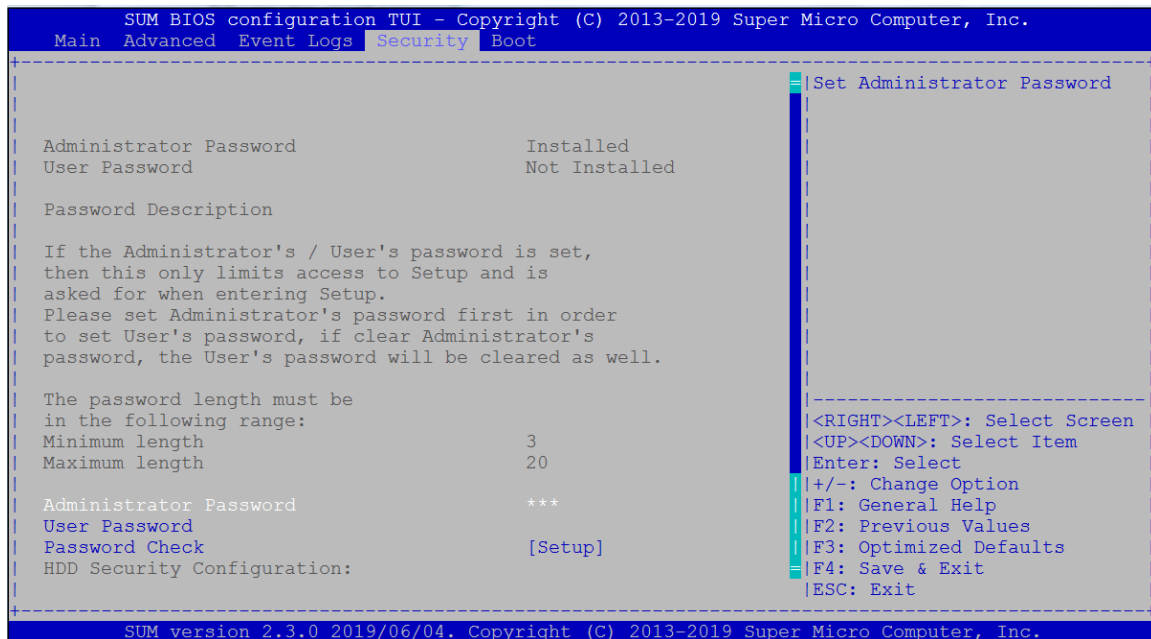 SUM BIOS configuration TUI - Copyright (C) 2013-2019 Super Micro Computer, Inc.
Main Advanced Event Logs Security Boot
Set Administrator Password
Administrator Password Installed
User Password Not Installed
Password Description
If the Administrator's / User's password is set,
then this only limits access to Setup and is
asked for when entering Setup.
Please set Administrator's password first in order
to set User's password, if clear Administrator's
password, the User's password will be cleared as well.
The password length must be
in the following range:
Minimum length 3
Maximum length 20
Administrator Password ***
User Password
Password Check [Setup]
HDD Security Configuration:
<RIGHT><LEFT>: Select Screen
<UP><DOWN>: Select Item
Enter: Select
+/-: Change Option
F1: General Help
F2: Previous Values
F3: Optimized Defaults
F4: Save & Exit
ESC: Exit
SUM version 2.3.0 2019/06/04. Copyright (C) 2013-2019 Super Micro Computer, Inc.